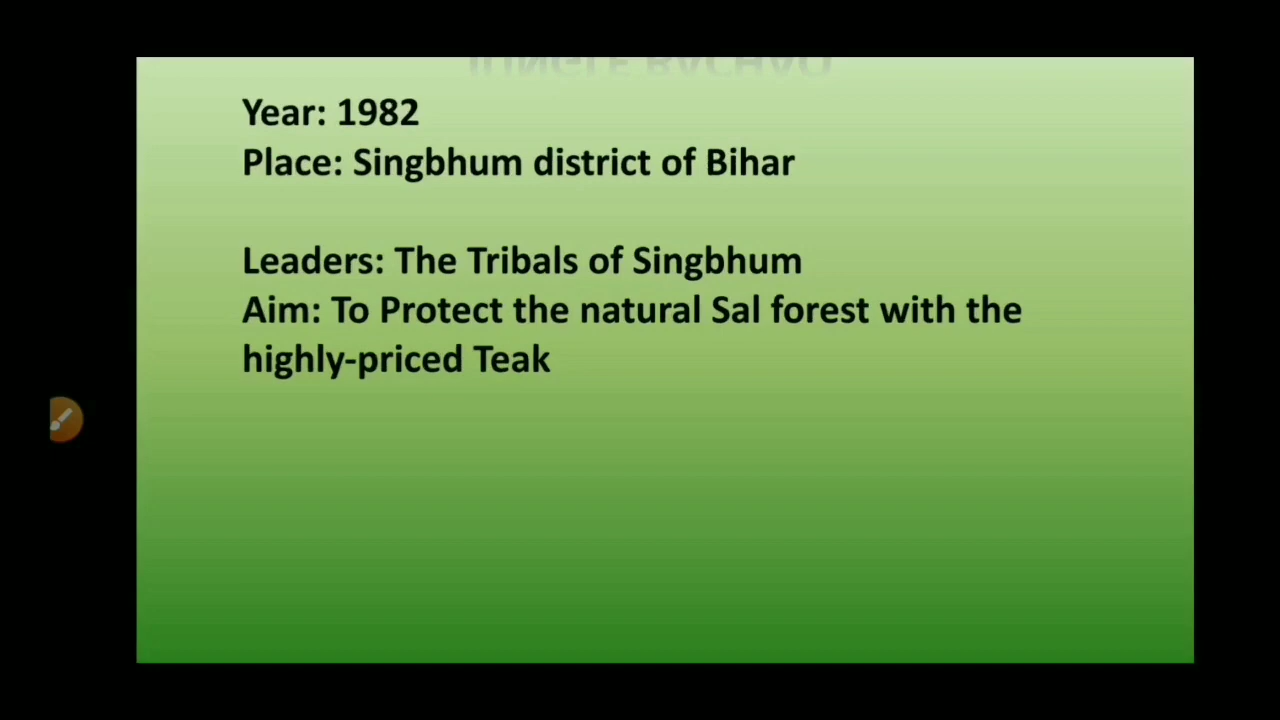 Year: 1982
Place: Singbhum district of Bihar
Leaders: The Tribals of Singbhum
Aim: To Protect the natural Sal forest with the
highly-priced Teak